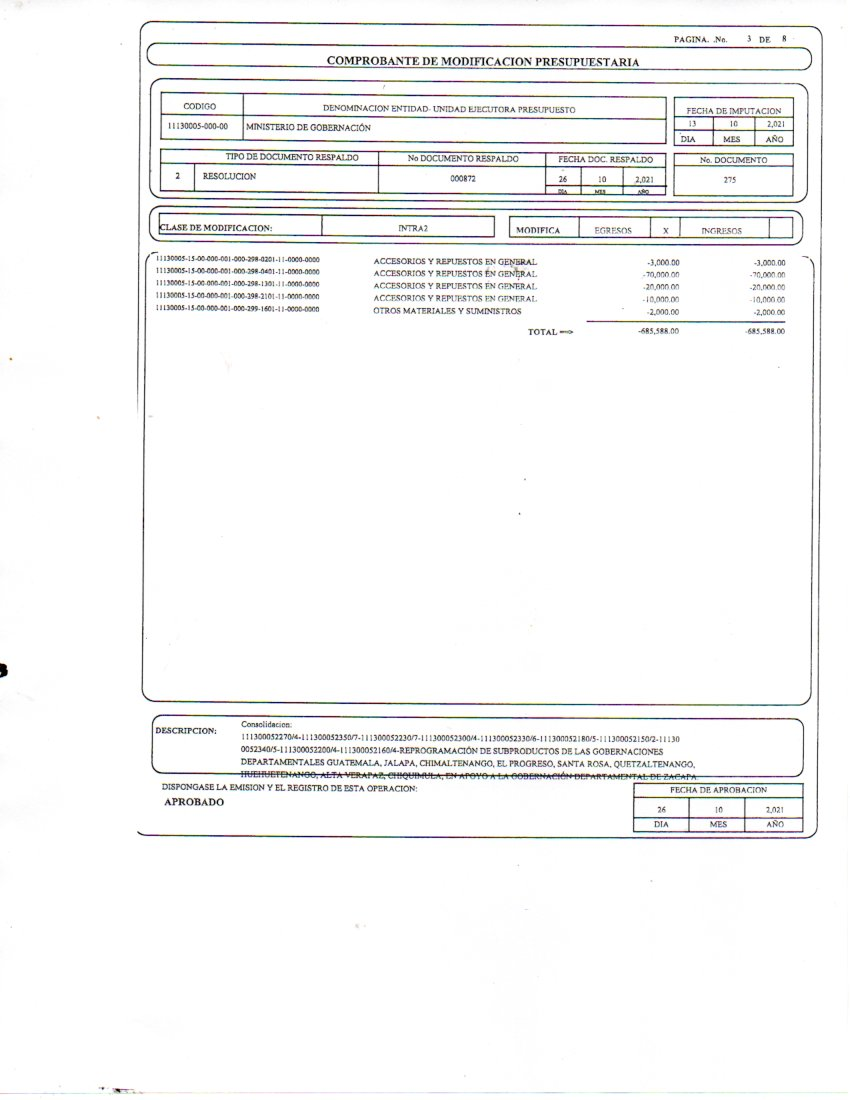 PAGINA. .No. 3 DE 8
COMPROBANTE DE MODIFICACION PRESUPUESTARIA
CODIGO DENOMINACION ENTIDAD- UNIDAD EJECUTORA PRESUPUESTO FECHA DE IMPUTACION
11130005-000-00 MINISTERIO DE GOBERNACIÓN 13 10 2,021
DIA MES AÑO
TIPO DE DOCUMENTO RESPALDO No DOCUMENTO RESPALDO FECHA DOC. RESPALDO No. DOCUMENTO
2 RESOLUCION 000872 26 10 2,021 275
DIA MES AÑO
CLASE DE MODIFICACION: INTRA2 MODIFICA EGRESOS X INGRESOS
11130005-15-00-000-001-000-298-0201-11-0000-0000 ACCESORIOS Y REPUESTOS EN GENERAL -3,000.00 -3,000.00
11130005-15-00-000-001-000-298-0401-11-0000-0000 ACCESORIOS Y REPUESTOS EN GENERAL -70,000.00 -70,000.00
11130005-15-00-000-001-000-298-1301-11-0000-0000 ACCESORIOS Y REPUESTOS EN GENERAL -20,000.00 -20,000.00
11130005-15-00-000-001-000-298-2101-11-0000-0000 ACCESORIOS Y REPUESTOS EN GENERAL -10,000.00 -10,000.00
11130005-15-00-000-001-000-299-1601-11-0000-0000 OTROS MATERIALES Y SUMINISTROS -2,000.00 -2,000.00
TOTAL ==> -685,588.00 -685,588.00
DESCRIPCION: Consolidacion:
111300052270/4-111300052350/7-111300052230/7-111300052300/4-111300052330/6-111300052180/5-111300052150/2-11130
0052340/5-111300052200/4-111300052160/4-REPROGRAMACIÓN DE SUBPRODUCTOS DE LAS GOBERNACIONES
DEPARTAMENTALES GUATEMALA, JALAPA, CHIMALTENANGO, EL PROGRESO, SANTA ROSA, QUETZALTENANGO,
HUEHUETENANGO, ALTA VERAPAZ, CHIQUIMULA, EN APOYO A LA GOBERNACIÓN DEPARTAMENTAL DE ZACAPA.
DISPONGASE LA EMISION Y EL REGISTRO DE ESTA OPERACION:
APROBADO
FECHA DE APROBACION
26 10 2,021
DIA MES AÑO